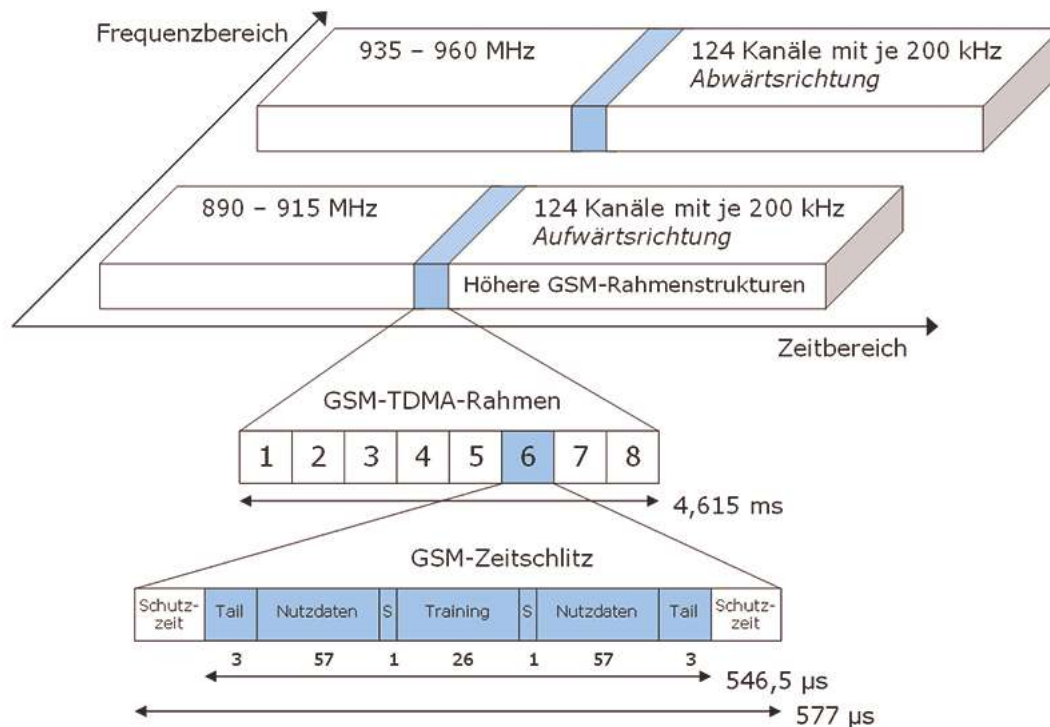 Frequenzbereich
935 – 960 MHz
124 Kanäle mit je 200 kHz
Abwärtsrichtung
890 – 915 MHz
124 Kanäle mit je 200 kHz
Aufwärtsrichtung
Höhere GSM-Rahmenstrukturen
Zeitbereich
GSM-TDMA-Rahmen
1 2 3 4 5 6 7 8
4,615 ms
GSM-Zeitschlitz
Schutz-
zeit
Tail
Nutzdaten
S
Training
S
Nutzdaten
Tail
Schutz-
zeit
3 57 1 26 1 57 3
546,5 µs
577 µs